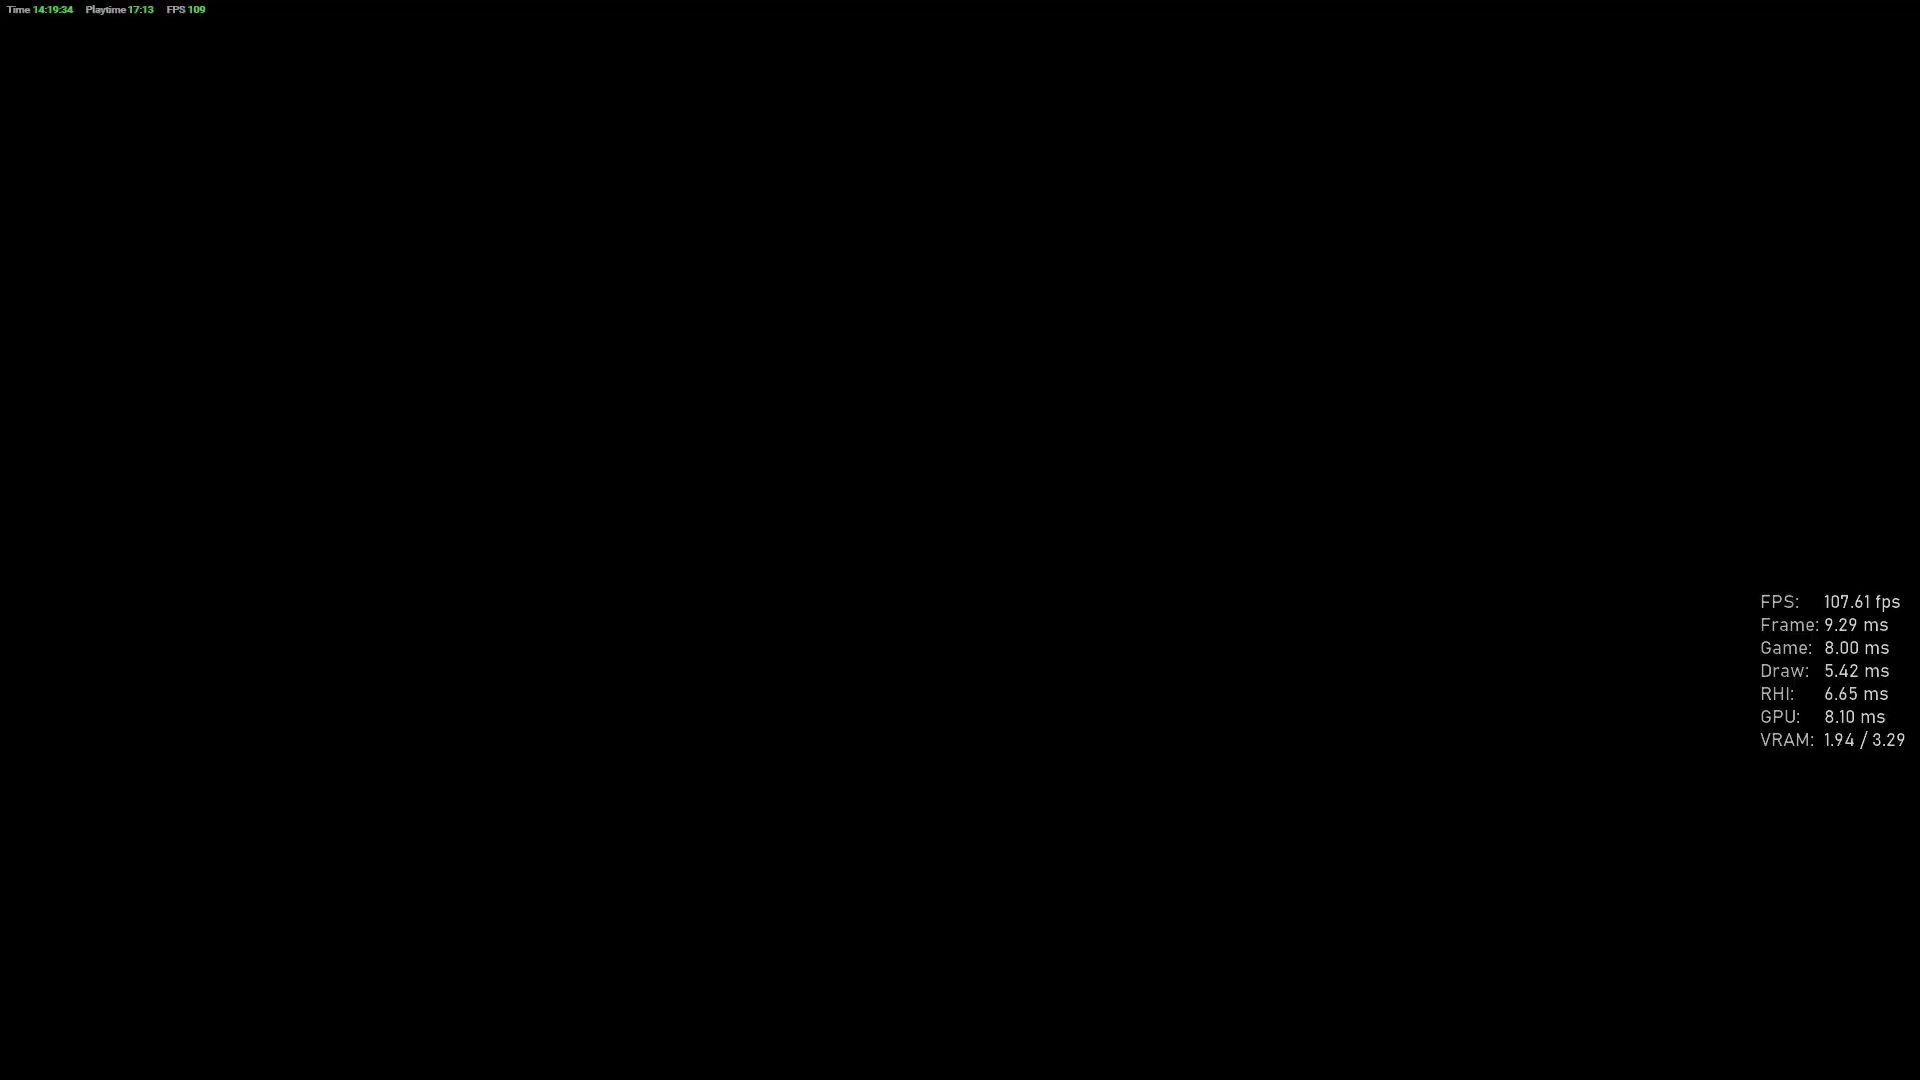 Time 14:19:34 Playtime 17:13 FPS 109
FPS: 107.61 fps
Frame: 9.29 ms
Game: 8.00 ms
Draw: 5.42 ms
RHI: 6.65 ms
GPU: 8.10 ms
VRAM: 1.94 / 3.29